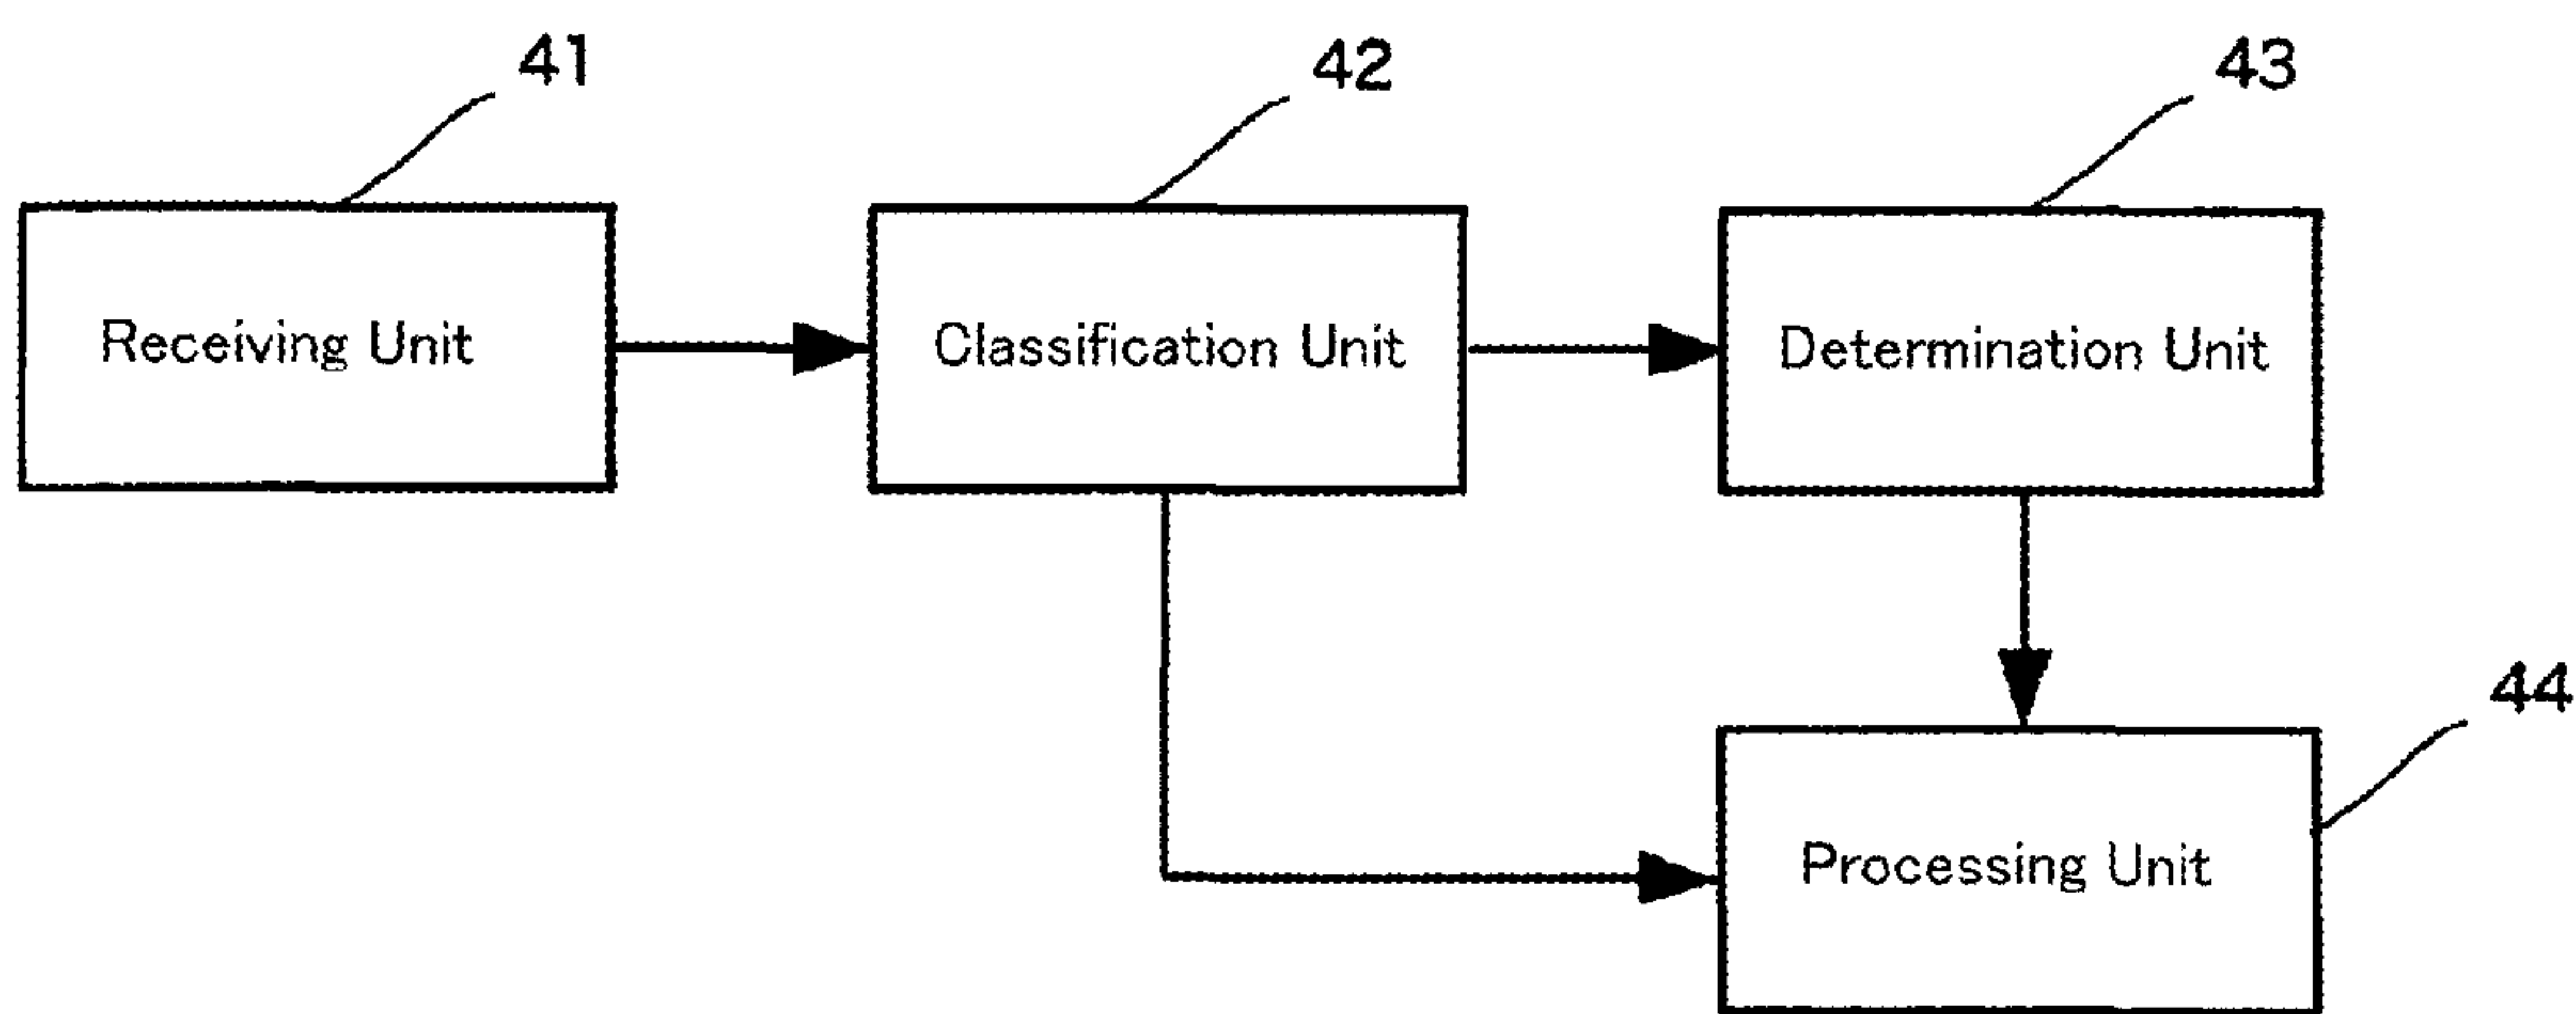 41
42
43
Receiving Unit
Classification Unit
Determination Unit
44
Processing Unit